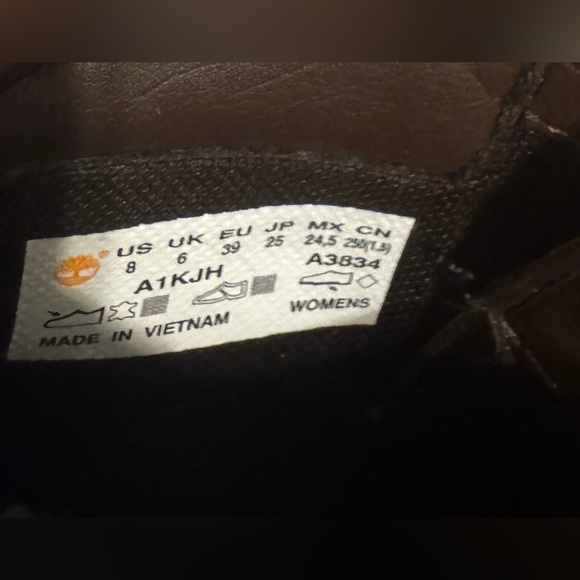 US UK EU JP MX CN
8 6 39 25 24,5 250(1.5)
A1KJH A3834
WOMENS
MADE IN VIETNAM